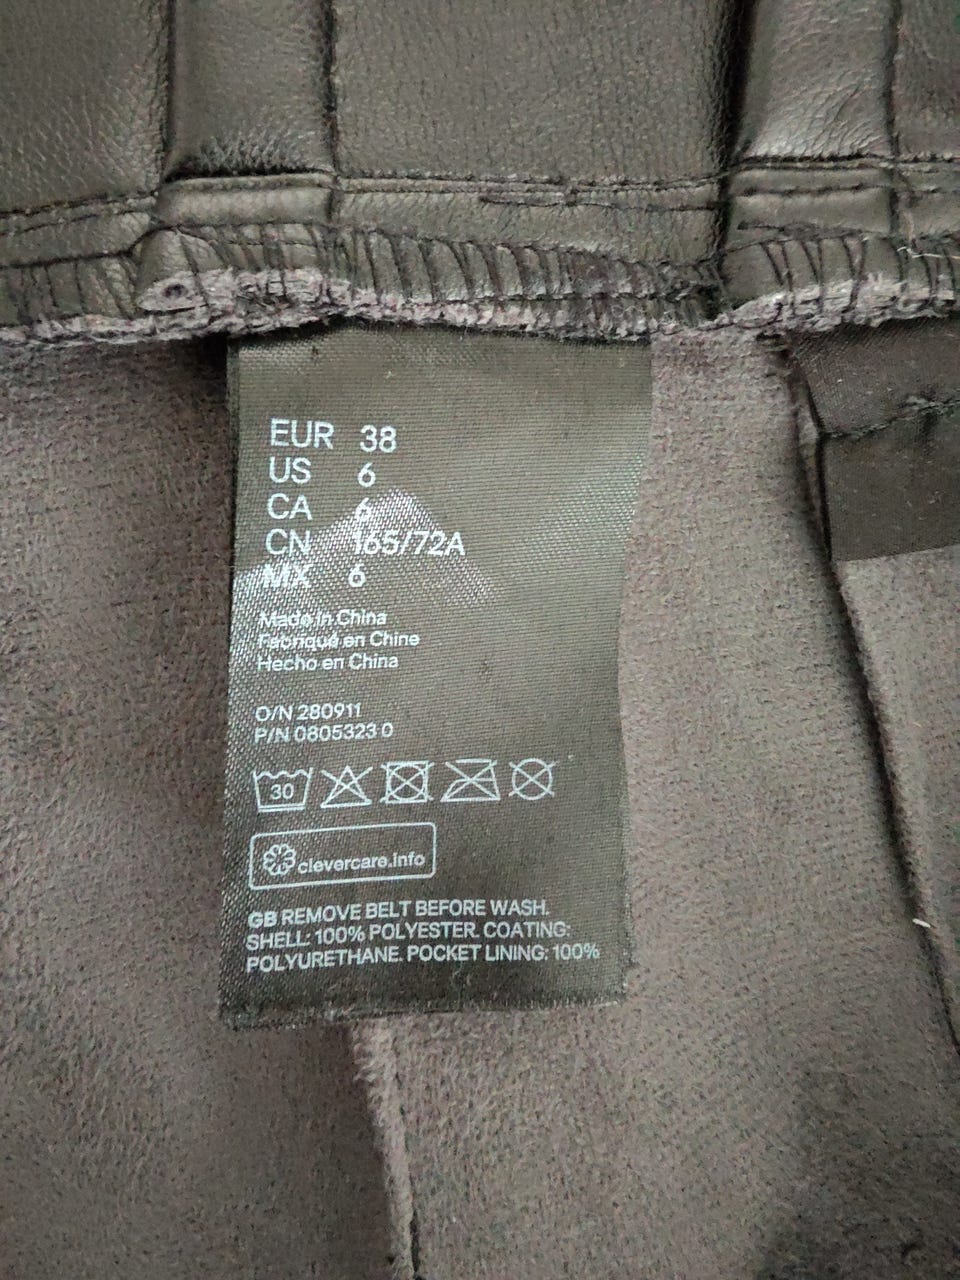 EUR 38
US 6
CA 6
CN 165/72A
MX 6
Made in China
Fabriqué en Chine
Hecho en China
O/N 280911
P/N 0805323 0
30
clevercare.info
GB REMOVE BELT BEFORE WASH.
SHELL: 100% POLYESTER. COATING:
POLYURETHANE. POCKET LINING: 100%